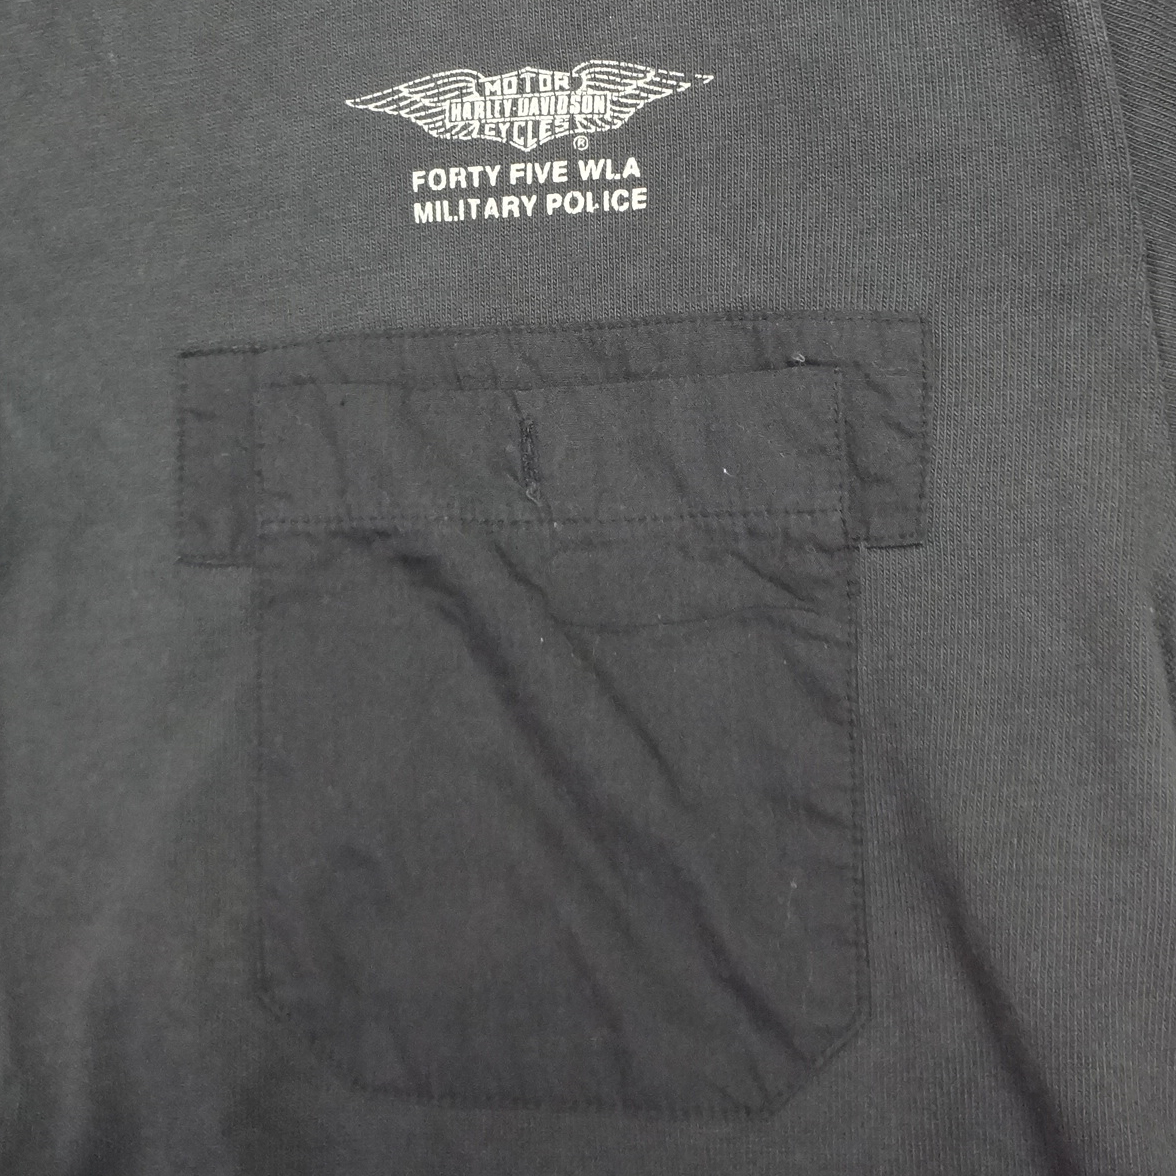 MOTOR
HARLEY-DAVIDSON
CYCLES
®
FORTY FIVE WLA
MILITARY POLICE